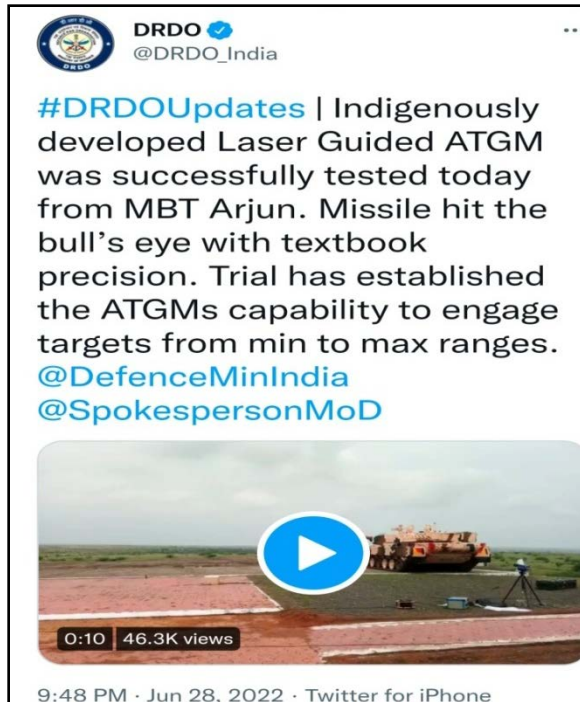 DRDO
@DRDO_India
#DRDOUpdates | Indigenously
developed Laser Guided ATGM
was successfully tested today
from MBT Arjun. Missile hit the
bull's eye with textbook
precision. Trial has established
the ATGMs capability to engage
targets from min to max ranges.
@DefenceMinIndia
@SpokespersonMoD
0:10 46.3K views
9:48 PM · Jun 28, 2022 · Twitter for iPhone